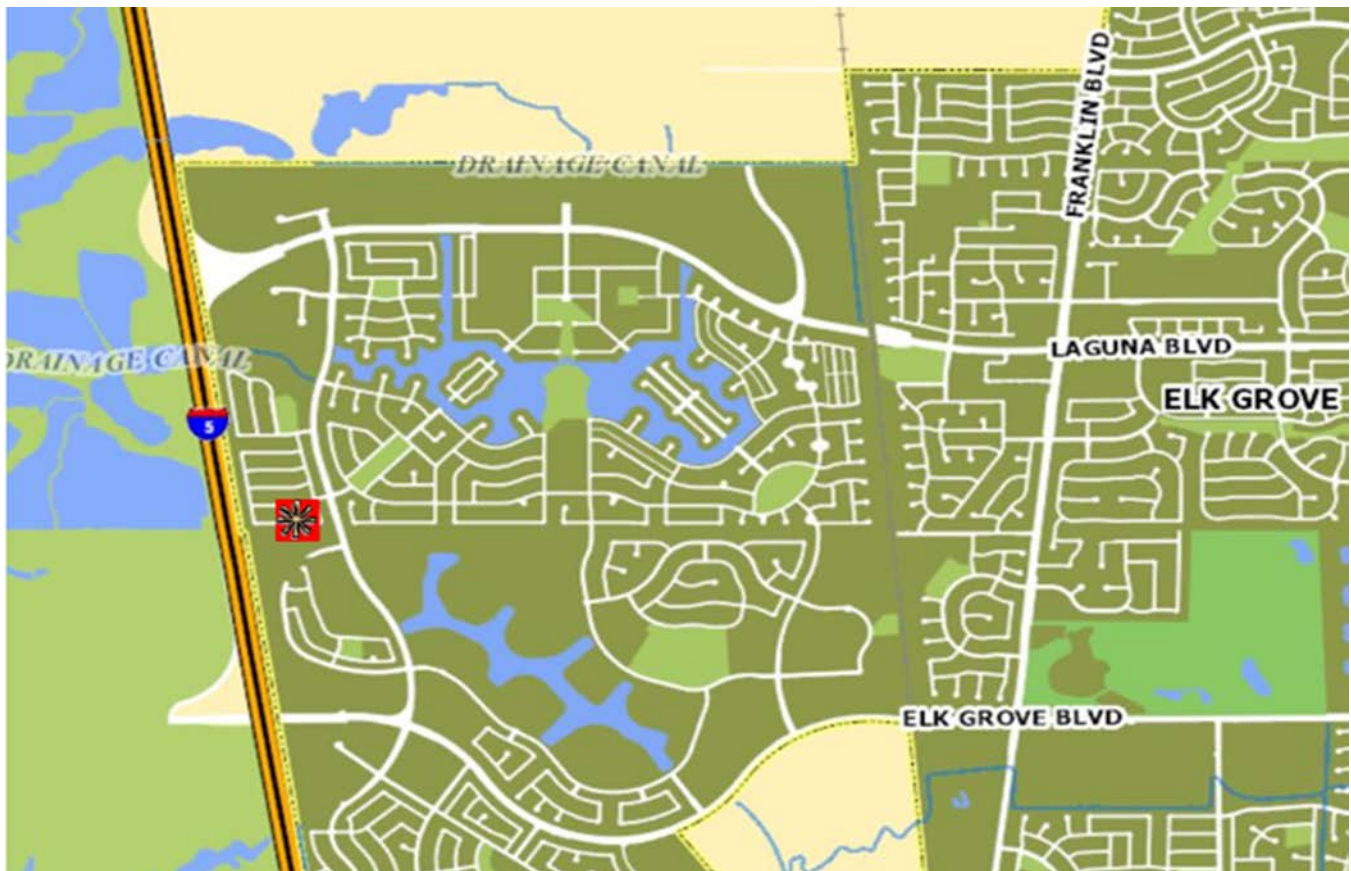 FRANKLIN BLVD
DRAINAGE CANAL
LAGUNA BLVD
DRAINAGE CANAL
ELK GROVE
5
ELK GROVE BLVD